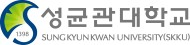 성균관대학교
SUNG KYUN KWAN UNIVERSITY(SKKU)
1398